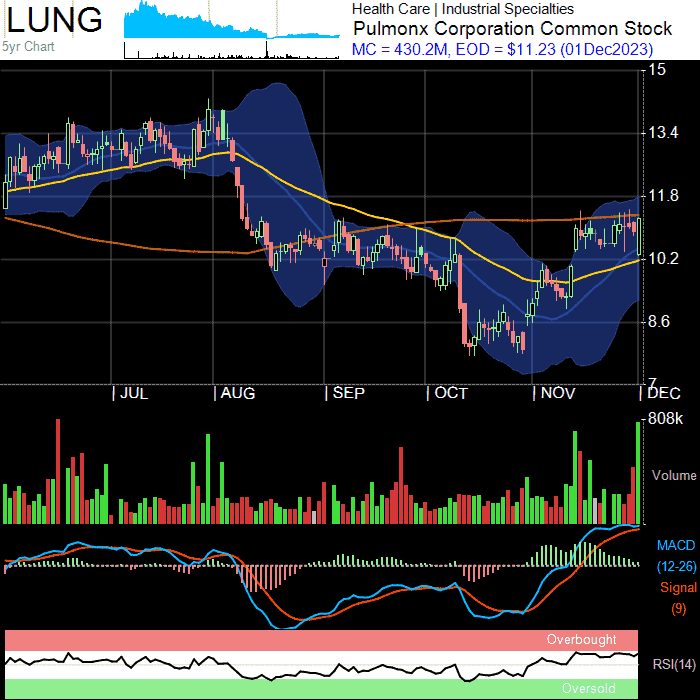 LUNG
5yr Chart
Health Care | Industrial Specialties
Pulmonx Corporation Common Stock
MC = 430.2M, EOD = $11.23 (01Dec2023)
15
13.4
11.8
10.2
8.6
7
| JUL | AUG | SEP | OCT | NOV | DEC
808k
Volume
MACD
(12-26)
Signal
(9)
Overbought
RSI(14)
Oversold